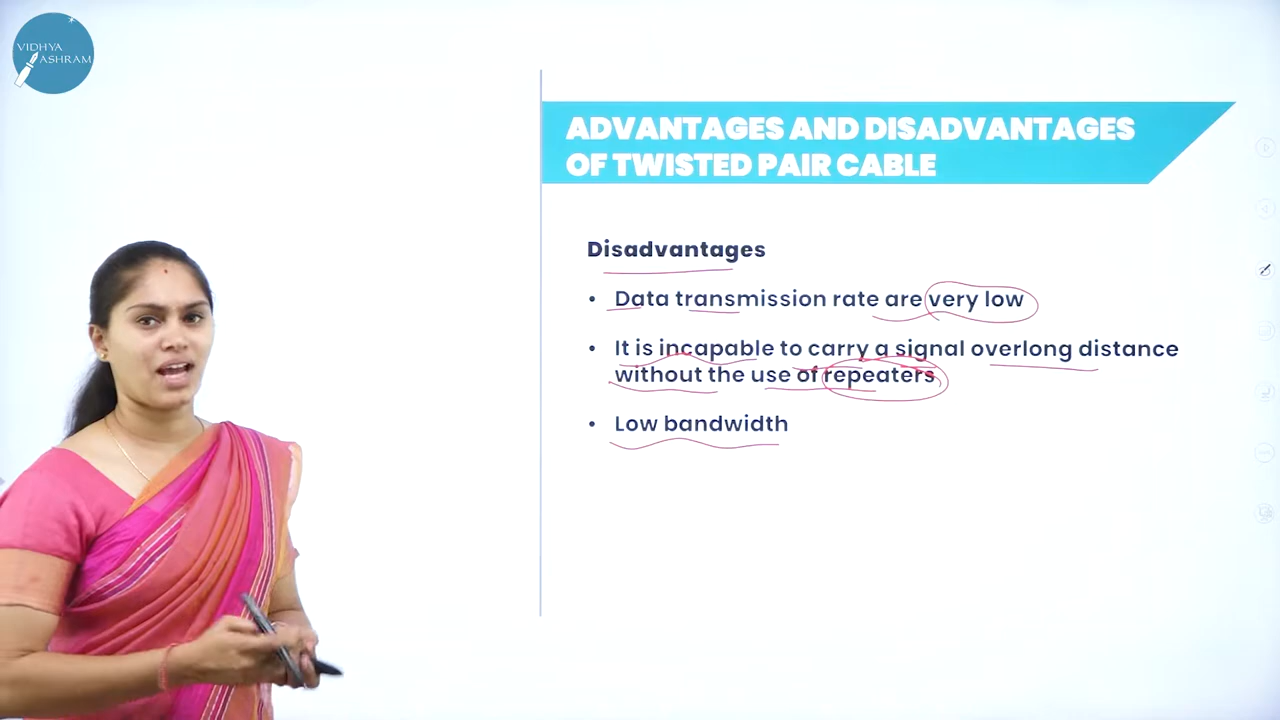 VIDHYA
ASHRAM
ADVANTAGES AND DISADVANTAGES
OF TWISTED PAIR CABLE
Disadvantages
• Data transmission rate are very low
• It is incapable to carry a signal overlong distance
without the use of repeaters
• Low bandwidth